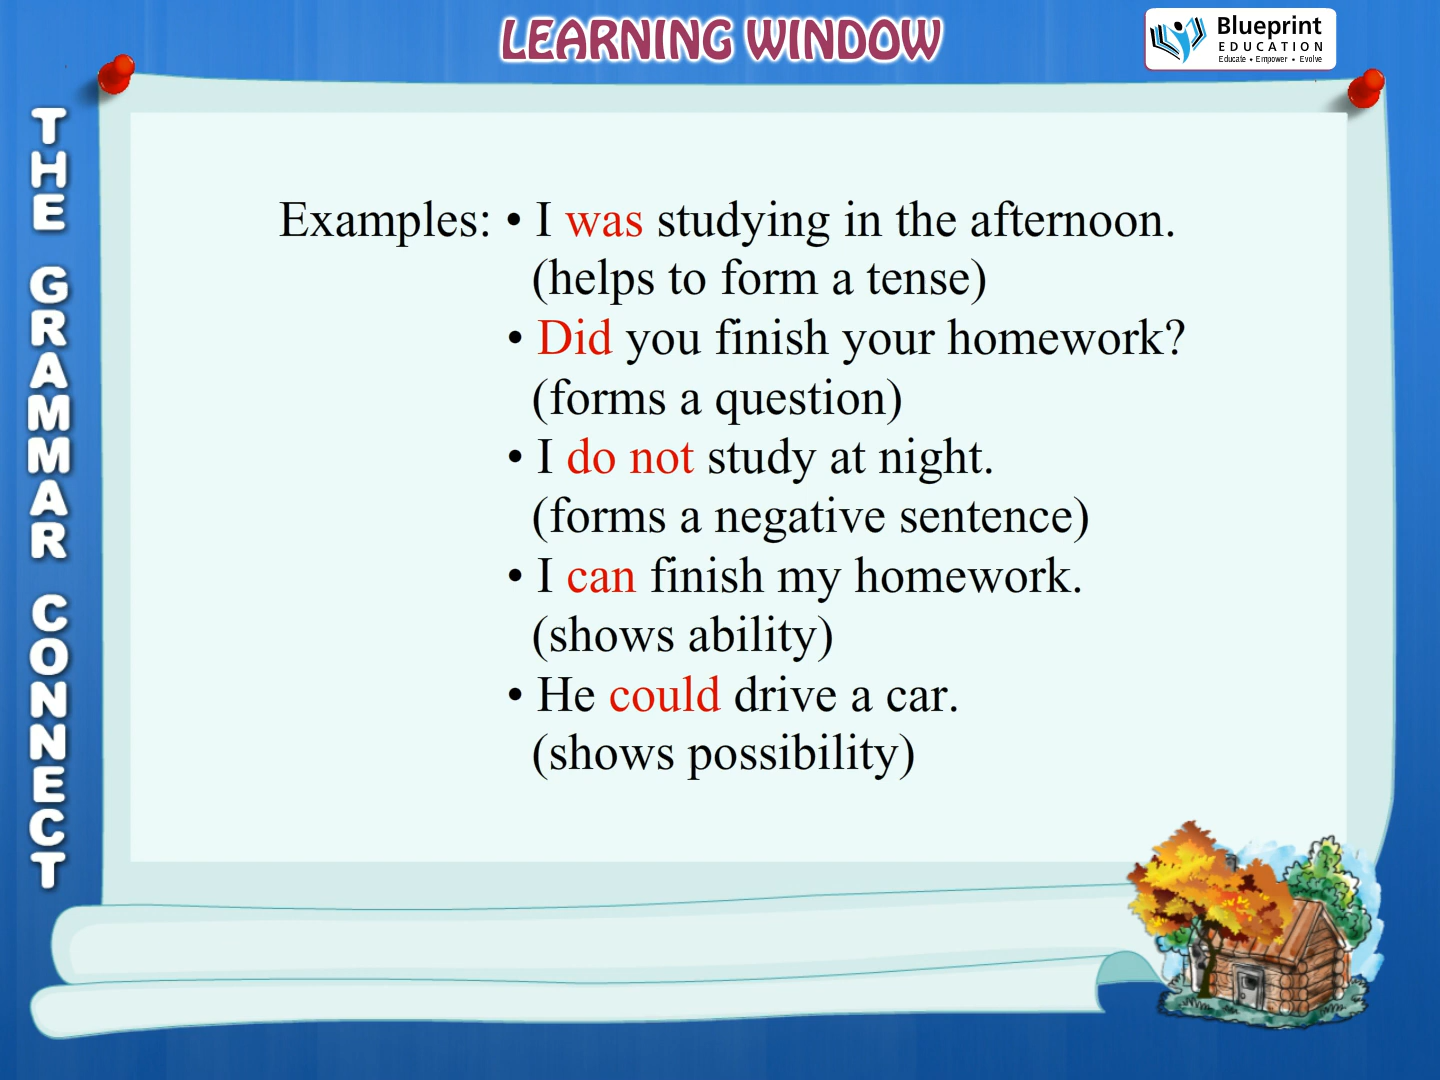 LEARNING WINDOW
Blueprint
EDUCATION
Educate • Empower • Evolve
THE GRAMMAR CONNECT
Examples: • I was studying in the afternoon.
(helps to form a tense)
• Did you finish your homework?
(forms a question)
• I do not study at night.
(forms a negative sentence)
• I can finish my homework.
(shows ability)
• He could drive a car.
(shows possibility)